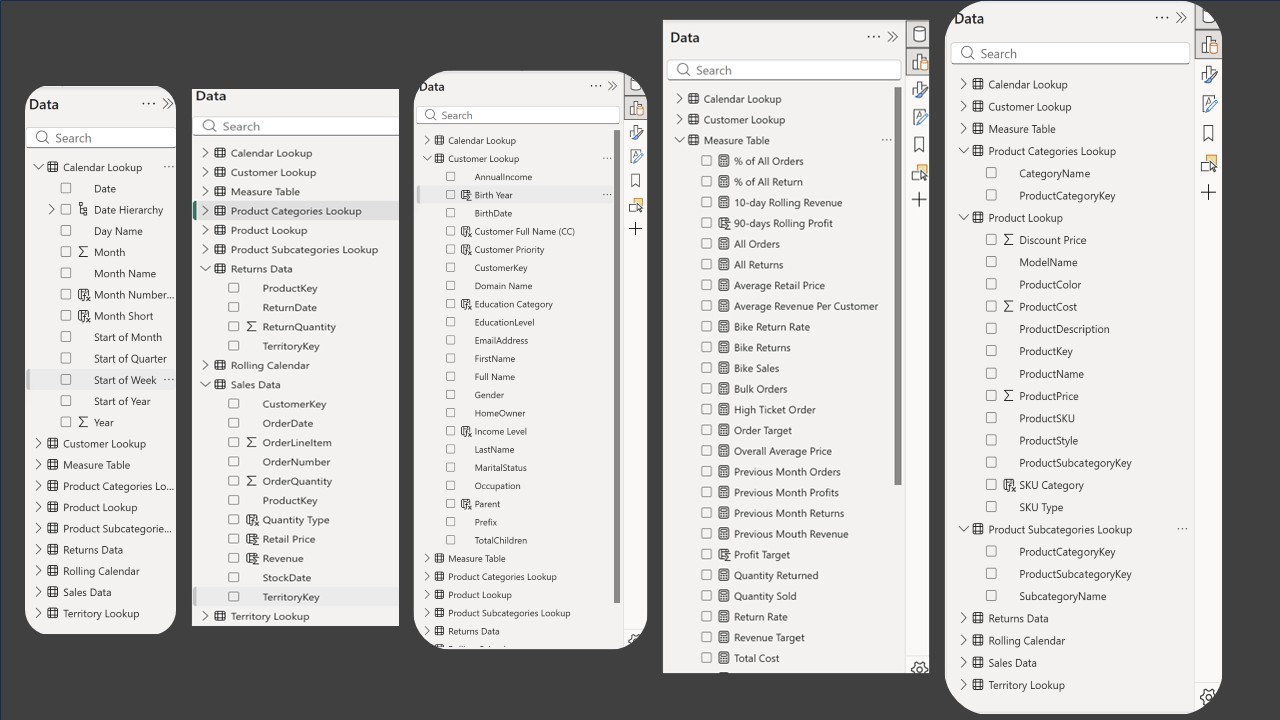 Data
Search
Calendar Lookup
Date
Date Hierarchy
Day Name
Month
Month Name
Month Number...
Month Short
Start of Month
Start of Quarter
Start of Week
Start of Year
Year
Customer Lookup
Measure Table
Product Categories Lo...
Product Lookup
Product Subcategorie...
Returns Data
Rolling Calendar
Sales Data
Territory Lookup
Data
Search
Calendar Lookup
Customer Lookup
Measure Table
Product Categories Lookup
Product Lookup
Product Subcategories Lookup
Returns Data
ProductKey
ReturnDate
ReturnQuantity
TerritoryKey
Rolling Calendar
Sales Data
CustomerKey
OrderDate
OrderLineItem
OrderNumber
OrderQuantity
ProductKey
Quantity Type
Retail Price
Revenue
StockDate
TerritoryKey
Territory Lookup
Data
Search
Calendar Lookup
Customer Lookup
AnnualIncome
Birth Year
BirthDate
Customer Full Name (CC)
Customer Priority
CustomerKey
Domain Name
Education Category
EducationLevel
EmailAddress
FirstName
Full Name
Gender
HomeOwner
Income Level
LastName
MaritalStatus
Occupation
Parent
Prefix
TotalChildren
Measure Table
Product Categories Lookup
Product Lookup
Product Subcategories Lookup
Returns Data
Data
Search
Calendar Lookup
Customer Lookup
Measure Table
% of All Orders
% of All Return
10-day Rolling Revenue
90-days Rolling Profit
All Orders
All Returns
Average Retail Price
Average Revenue Per Customer
Bike Return Rate
Bike Returns
Bike Sales
Bulk Orders
High Ticket Order
Order Target
Overall Average Price
Previous Month Orders
Previous Month Profits
Previous Month Returns
Previous Mouth Revenue
Profit Target
Quantity Returned
Quantity Sold
Return Rate
Revenue Target
Total Cost
Data
Search
Calendar Lookup
Customer Lookup
Measure Table
Product Categories Lookup
CategoryName
ProductCategoryKey
Product Lookup
Discount Price
ModelName
ProductColor
ProductCost
ProductDescription
ProductKey
ProductName
ProductPrice
ProductSKU
ProductStyle
ProductSubcategoryKey
SKU Category
SKU Type
Product Subcategories Lookup
ProductCategoryKey
ProductSubcategoryKey
SubcategoryName
Returns Data
Rolling Calendar
Sales Data
Territory Lookup